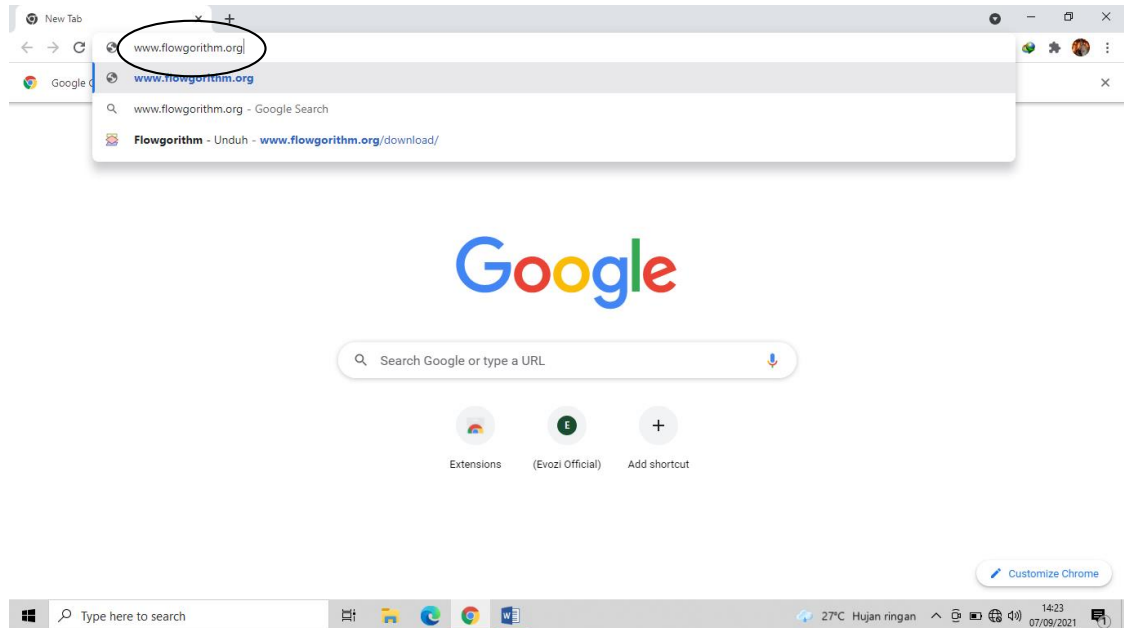 New Tab
www.flowgorithm.org
Google
www.flowgorithm.org
www.flowgorithm.org - Google Search
Flowgorithm - Unduh - www.flowgorithm.org/download/
Google
Search Google or type a URL
E
Extensions
(Evozi Official)
Add shortcut
Customize Chrome
Type here to search
27°C Hujan ringan
14:23
07/09/2021
1